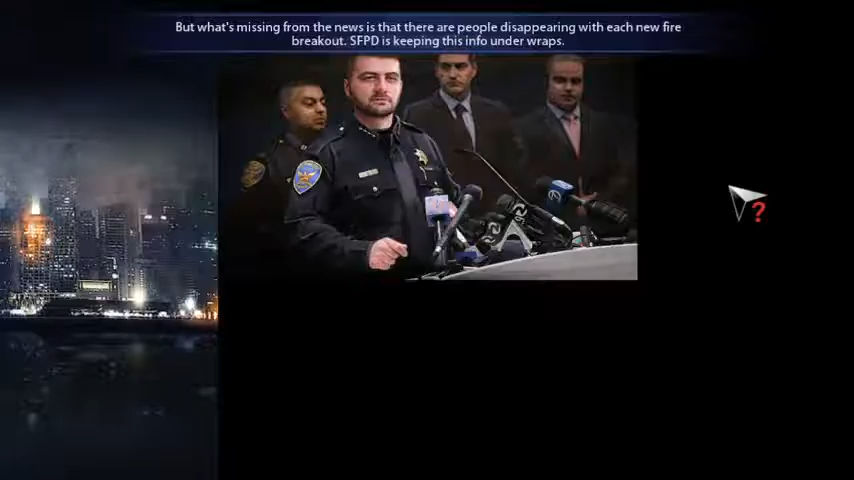 But what's missing from the news is that there are people disappearing with each new fire
breakout. SFPD is keeping this info under wraps.
?